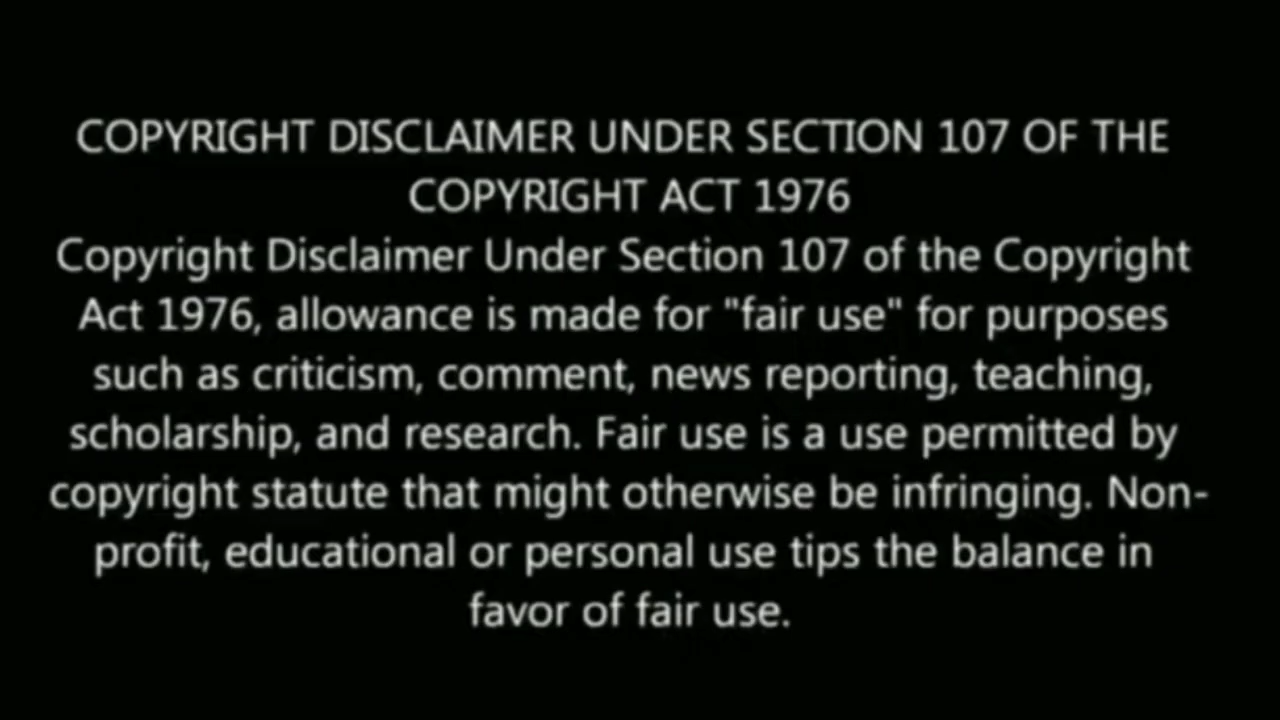 COPYRIGHT DISCLAIMER UNDER SECTION 107 OF THE
COPYRIGHT ACT 1976
Copyright Disclaimer Under Section 107 of the Copyright
Act 1976, allowance is made for "fair use" for purposes
such as criticism, comment, news reporting, teaching,
scholarship, and research. Fair use is a use permitted by
copyright statute that might otherwise be infringing. Non-
profit, educational or personal use tips the balance in
favor of fair use.